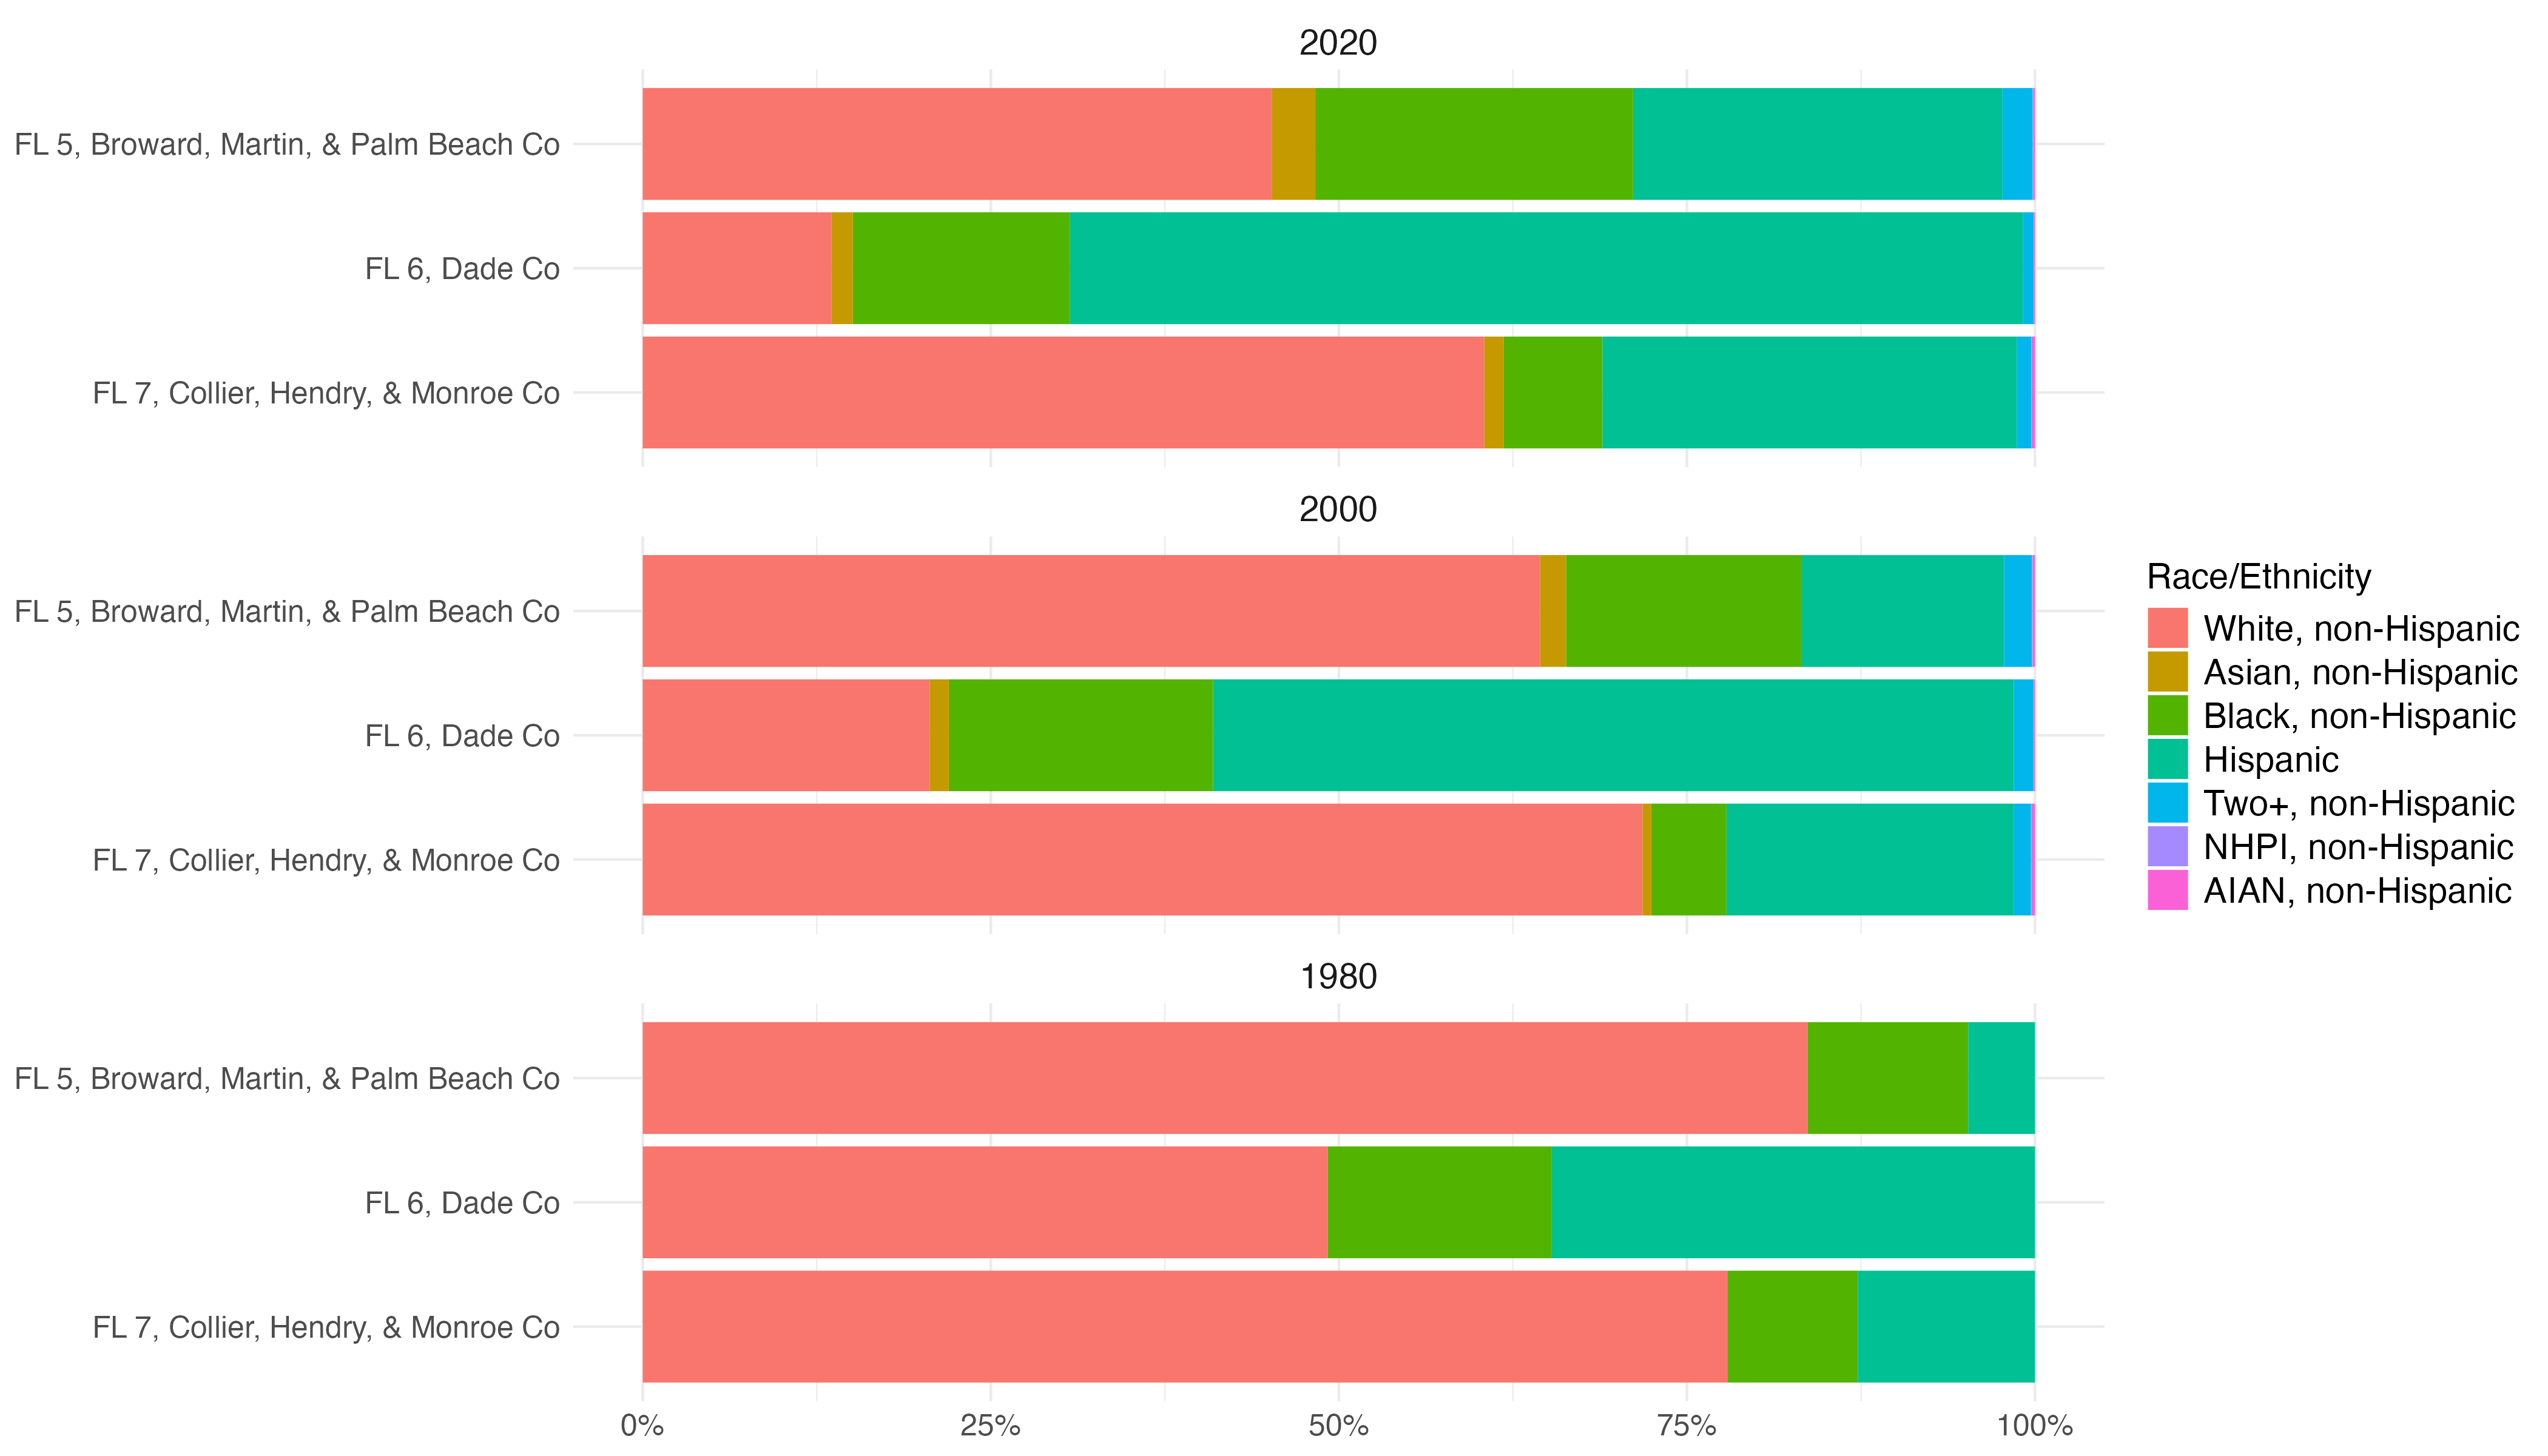 2020
FL 5, Broward, Martin, & Palm Beach Co
FL 6, Dade Co
FL 7, Collier, Hendry, & Monroe Co
2000
FL 5, Broward, Martin, & Palm Beach Co
FL 6, Dade Co
FL 7, Collier, Hendry, & Monroe Co
1980
FL 5, Broward, Martin, & Palm Beach Co
FL 6, Dade Co
FL 7, Collier, Hendry, & Monroe Co
0% 25% 50% 75% 100%
Race/Ethnicity
White, non-Hispanic
Asian, non-Hispanic
Black, non-Hispanic
Hispanic
Two+, non-Hispanic
NHPI, non-Hispanic
AIAN, non-Hispanic